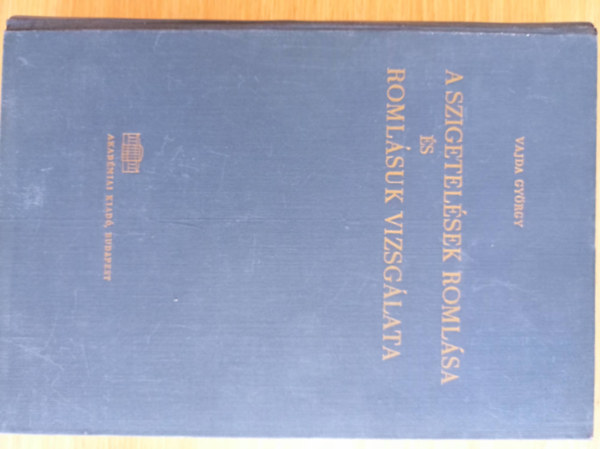 VAJDA GYÖRGY
A SZIGETELÉSEK ROMLÁSA
ÉS
ROMLÁSUK VIZSGÁLATA
AKADÉMIAI KIADÓ, BUDAPEST